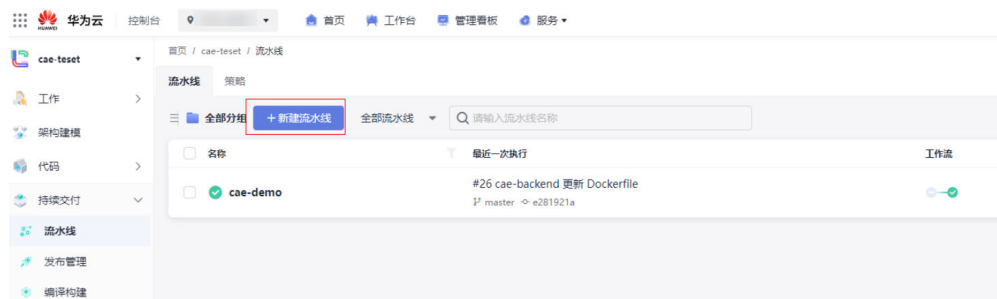 HUAWEI 华为云 控制台 首页 工作台 管理看板 服务
cae-teset 首页 / cae-teset / 流水线
流水线 策略
工作
全部分组 +新建流水线 全部流水线 请输入流水线名称
架构建模
名称 最近一次执行 工作流
代码
cae-demo #26 cae-backend 更新 Dockerfile
master e281921a
持续交付
流水线
发布管理
编译构建